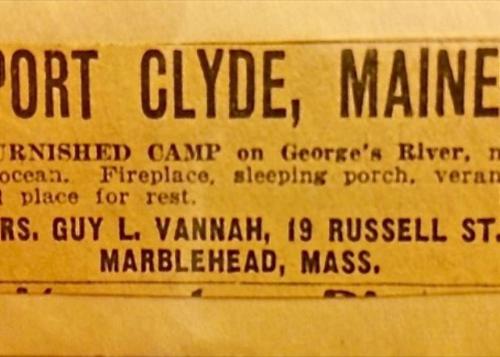 PORT CLYDE, MAINE
URNISHED CAMP on George's River, n
ocean. Fireplace, sleeping porch, veran
place for rest.
RS. GUY L. VANNAH, 19 RUSSELL ST.
MARBLEHEAD, MASS.